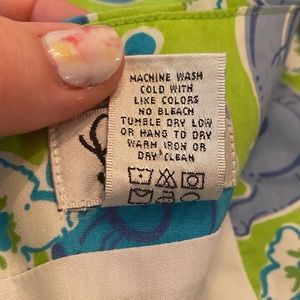 MACHINE WASH
COLD WITH
LIKE COLORS
NO BLEACH
TUMBLE DRY LOW
OR HANG TO DRY
WARM IRON OR
DRY CLEAN